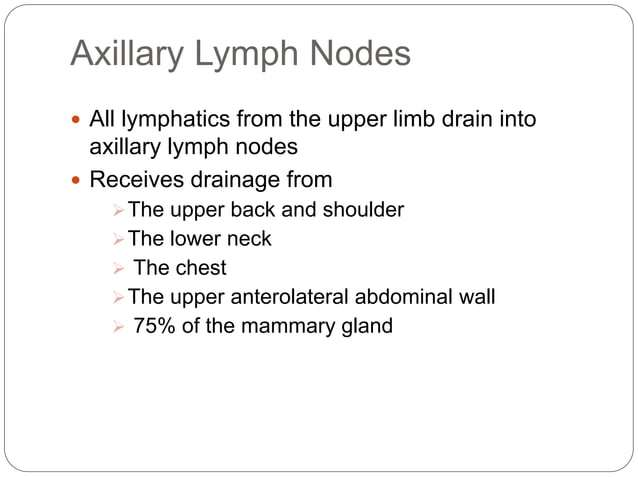 Axillary Lymph Nodes
• All lymphatics from the upper limb drain into
axillary lymph nodes
• Receives drainage from
➢The upper back and shoulder
➢The lower neck
➢ The chest
➢The upper anterolateral abdominal wall
➢ 75% of the mammary gland